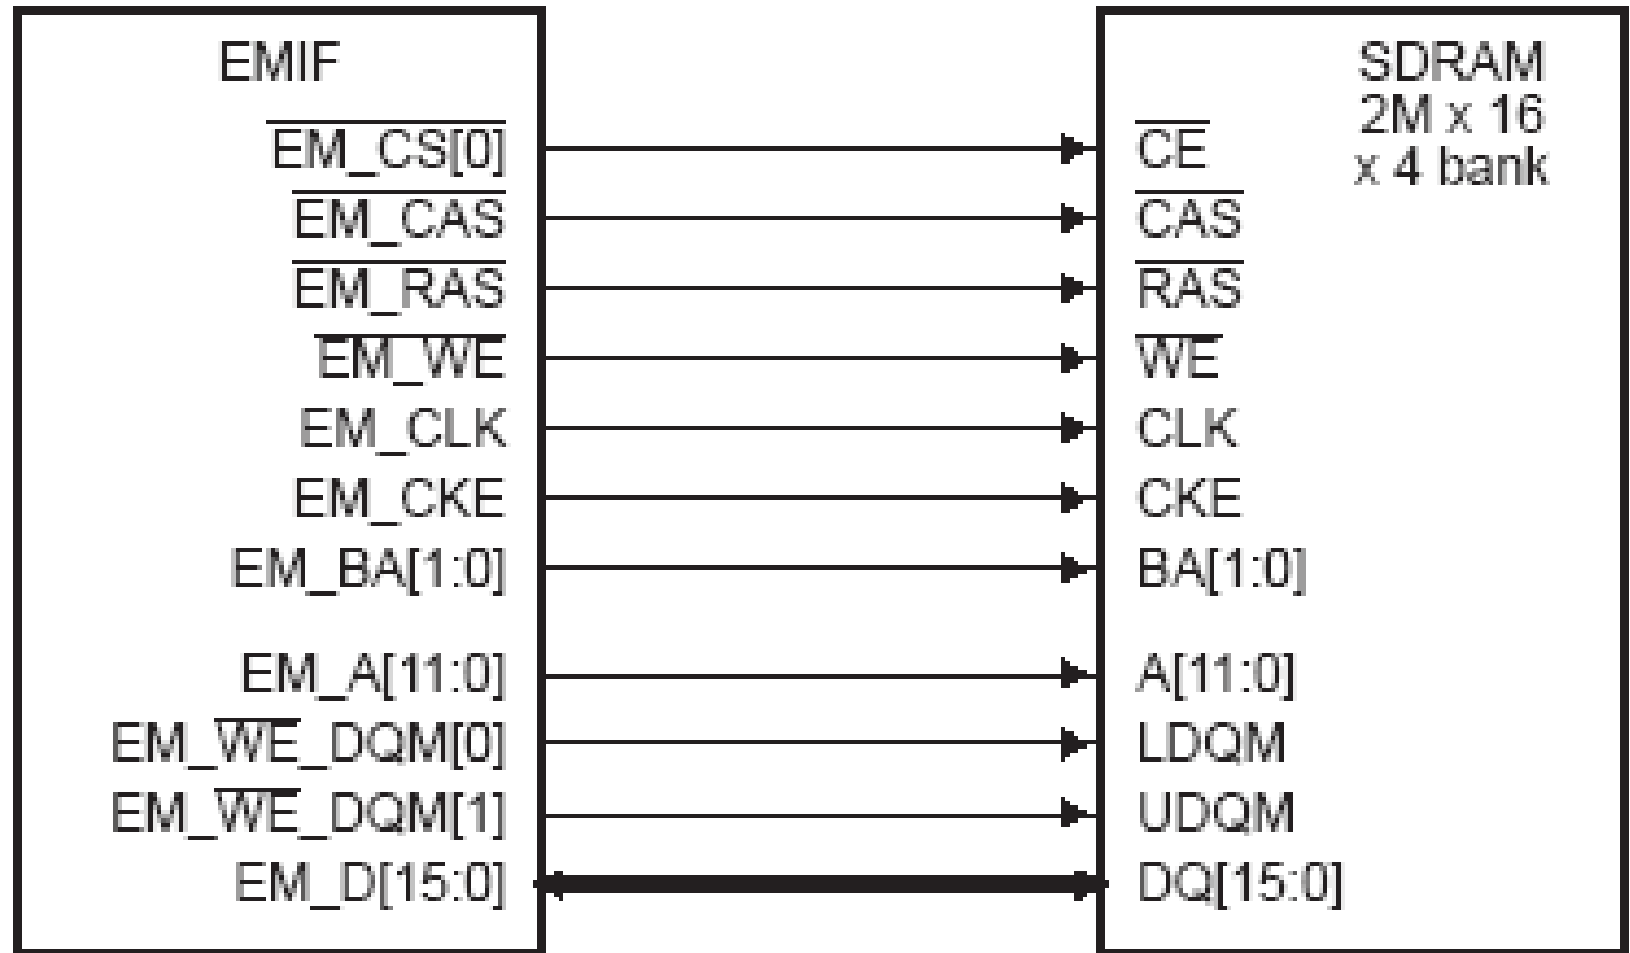 EMIF
EM_CS[0]
EM_CAS
EM_RAS
EM_WE
EM_CLK
EM_CKE
EM_BA[1:0]
EM_A[11:0]
EM_WE_DQM[0]
EM_WE_DQM[1]
EM_D[15:0]
SDRAM
2M x 16
x 4 bank
CE
CAS
RAS
WE
CLK
CKE
BA[1:0]
A[11:0]
LDQM
UDQM
DQ[15:0]